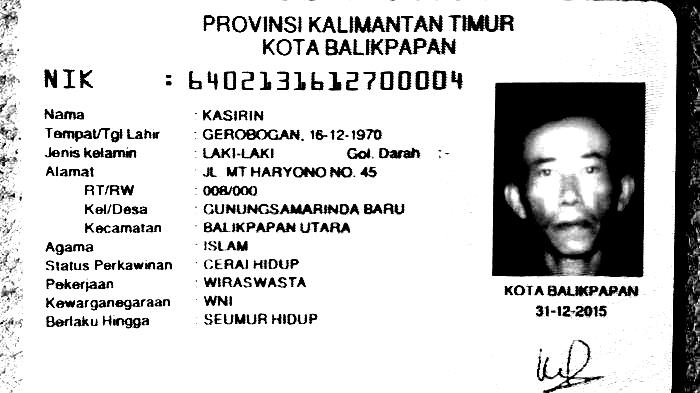 PROVINSI KALIMANTAN TIMUR
KOTA BALIKPAPAN
NIK : 6402131612700004
Nama : KASIRIN
Tempat/Tgl Lahir : GEROBOGAN, 16-12-1970
Jenis kelamin : LAKI-LAKI Gol. Darah :-
Alamat : JL MT HARYONO NO. 45
RT/RW : 008/000
Kel/Desa : GUNUNGSAMARINDA BARU
Kecamatan : BALIKPAPAN UTARA
Agama : ISLAM
Status Perkawinan : CERAI HIDUP
Pekerjaan : WIRASWASTA
Kewarganegaraan : WNI
Berlaku Hingga : SEUMUR HIDUP
KOTA BALIKPAPAN
31-12-2015